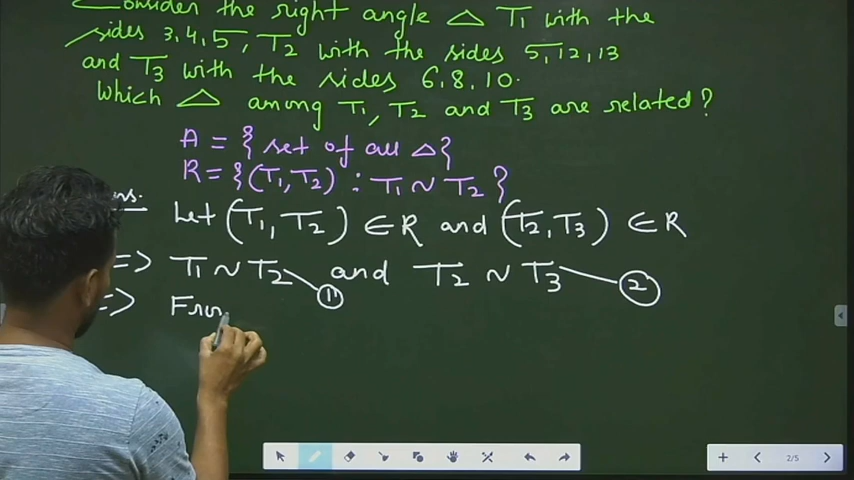 Consider the right angle △ T1 with the
sides 3,4,5, T2 with the sides 5,12,13
and T3 with the sides 6,8,10.
Which △ among T1, T2 and T3 are related?
A = { set of all △}
R = {(T1,T2) : T1 ~ T2 }
ns.
Let (T1, T2) ∈ R and (T2, T3) ∈ R
=> T1 ~ T2 and T2 ~ T3
1 2
=> From
2/5